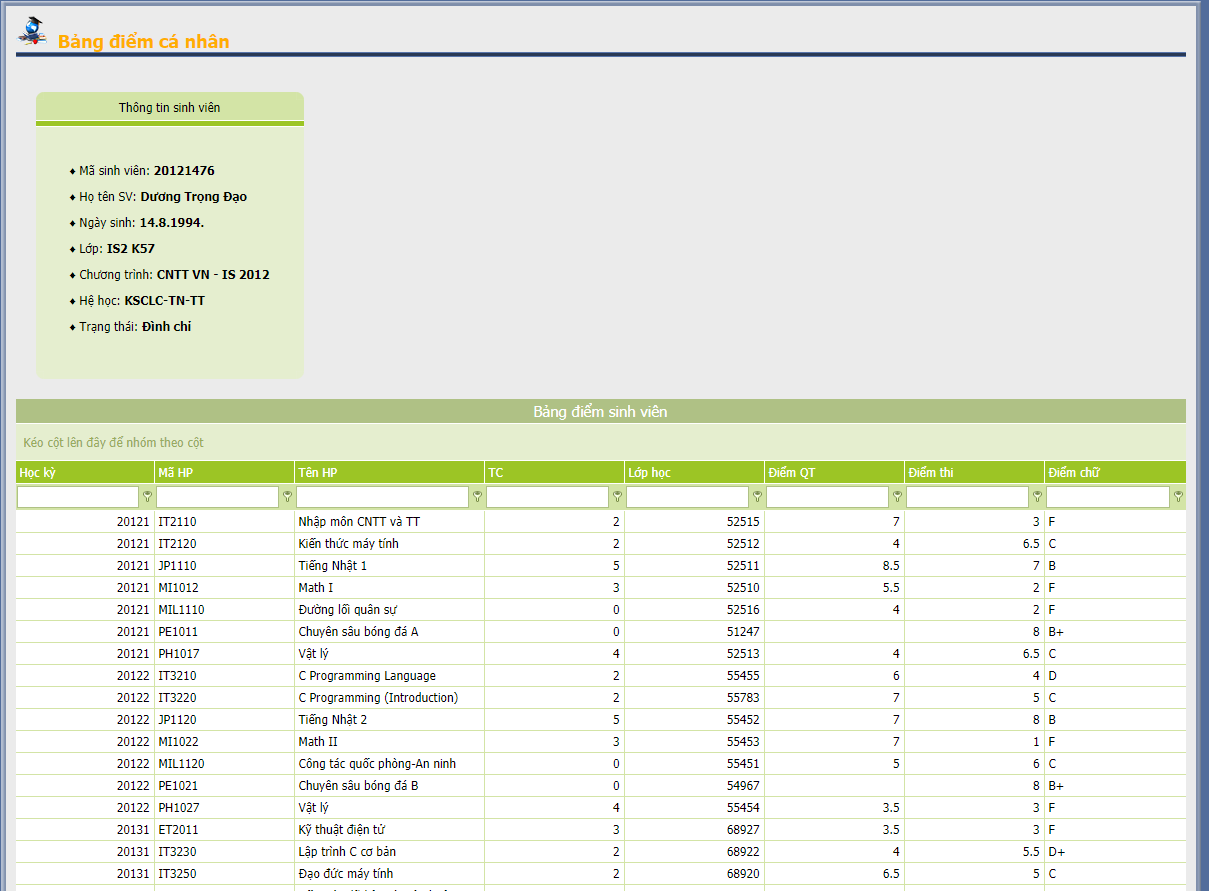 Bảng điểm cá nhân
Thông tin sinh viên
♦ Mã sinh viên: 20121476
♦ Họ tên SV: Dương Trọng Đạo
♦ Ngày sinh: 14.8.1994.
♦ Lớp: IS2 K57
♦ Chương trình: CNTT VN - IS 2012
♦ Hệ học: KSCLC-TN-TT
♦ Trạng thái: Đình chỉ
Bảng điểm sinh viên
Kéo cột lên đây để nhóm theo cột
Học kỳ Mã HP Tên HP TC Lớp học Điểm QT Điểm thi Điểm chữ
20121 IT2110 Nhập môn CNTT và TT 2 52515 7 3 F
20121 IT2120 Kiến thức máy tính 2 52512 4 6.5 C
20121 JP1110 Tiếng Nhật 1 5 52511 8.5 7 B
20121 MI1012 Math I 3 52510 5.5 2 F
20121 MIL1110 Đường lối quân sự 0 52516 4 2 F
20121 PE1011 Chuyên sâu bóng đá A 0 51247 8 B+
20121 PH1017 Vật lý 4 52513 4 6.5 C
20122 IT3210 C Programming Language 2 55455 6 4 D
20122 IT3220 C Programming (Introduction) 2 55783 7 5 C
20122 JP1120 Tiếng Nhật 2 5 55452 7 8 B
20122 MI1022 Math II 3 55453 7 1 F
20122 MIL1120 Công tác quốc phòng-An ninh 0 55451 5 6 C
20122 PE1021 Chuyên sâu bóng đá B 0 54967 8 B+
20122 PH1027 Vật lý 4 55454 3.5 3 F
20131 ET2011 Kỹ thuật điện tử 3 68927 3.5 3 F
20131 IT3230 Lập trình C cơ bản 2 68922 4 5.5 D+
20131 IT3250 Đạo đức máy tính 2 68920 6.5 5 C